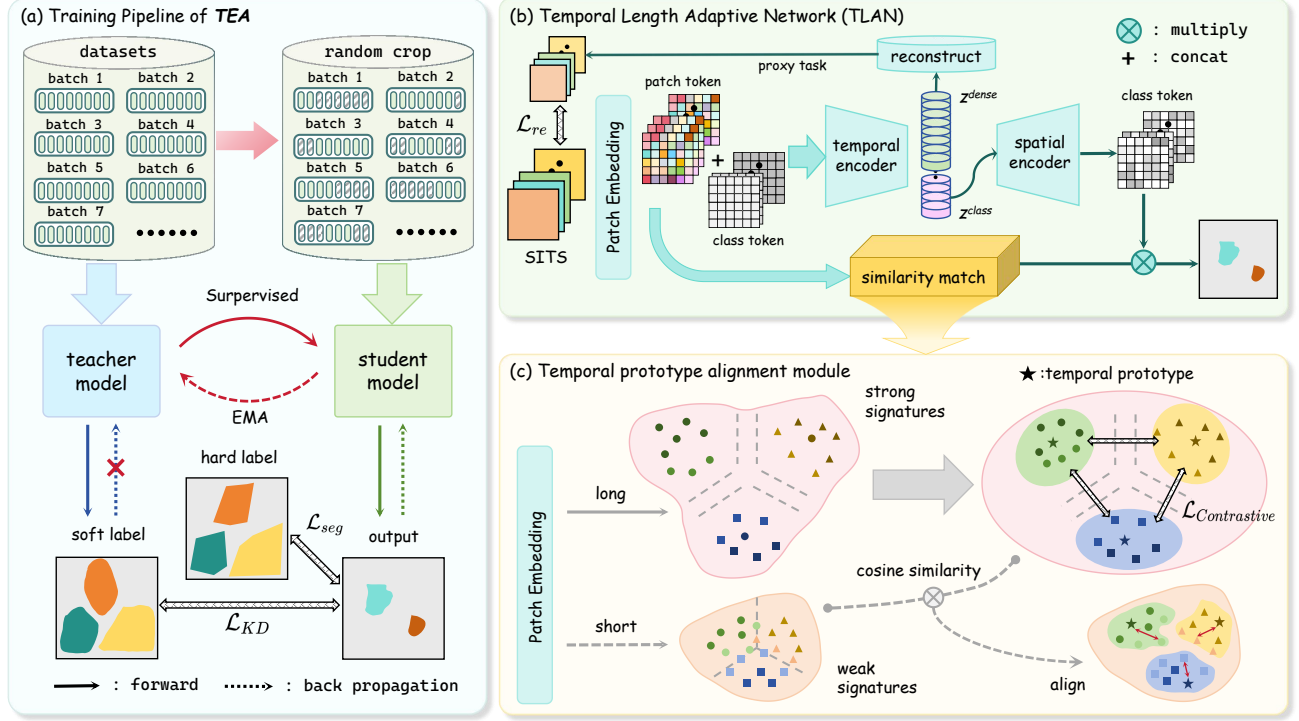 (a) Training Pipeline of TEA
datasets
batch 1 batch 2
batch 3 batch 4
batch 5 batch 6
batch 7
random crop
batch 1 batch 2
batch 3 batch 4
batch 5 batch 6
batch 7
Surpervised
teacher
model
student
model
EMA
hard label
soft label
output
ℒseg
ℒKD
: forward
: back propagation
(b) Temporal Length Adaptive Network (TLAN)
: multiply
+ : concat
proxy task
reconstruct
ℒre
SITS
Patch Embedding
patch token
+
class token
temporal
encoder
zdense
zclass
spatial
encoder
class token
similarity match
(c) Temporal prototype alignment module
★:temporal prototype
strong
signatures
Patch Embedding
long
short
ℒContrastive
cosine similarity
weak
signatures
align